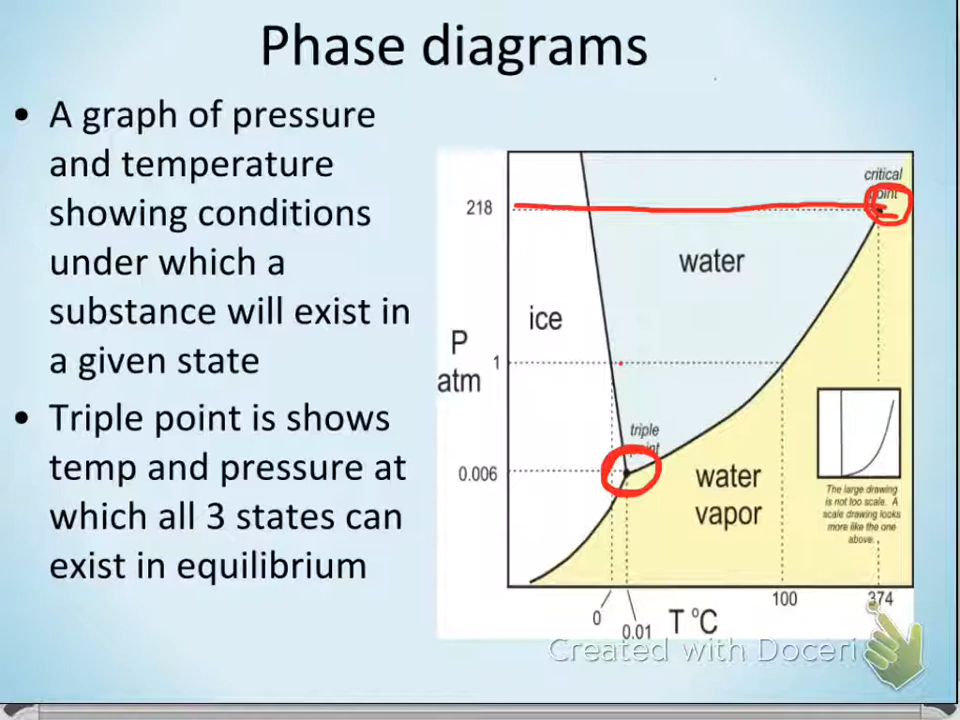 Phase diagrams
• A graph of pressure
and temperature
showing conditions
under which a
substance will exist in
a given state
• Triple point is shows
temp and pressure at
which all 3 states can
exist in equilibrium
critical
point
218
water
ice
P
atm
1
triple
point
0.006
water
vapor
The large drawing
is not too scale. A
scale drawing looks
more like the one
above.
0
0.01
T °C
100
374
Created with Doceri